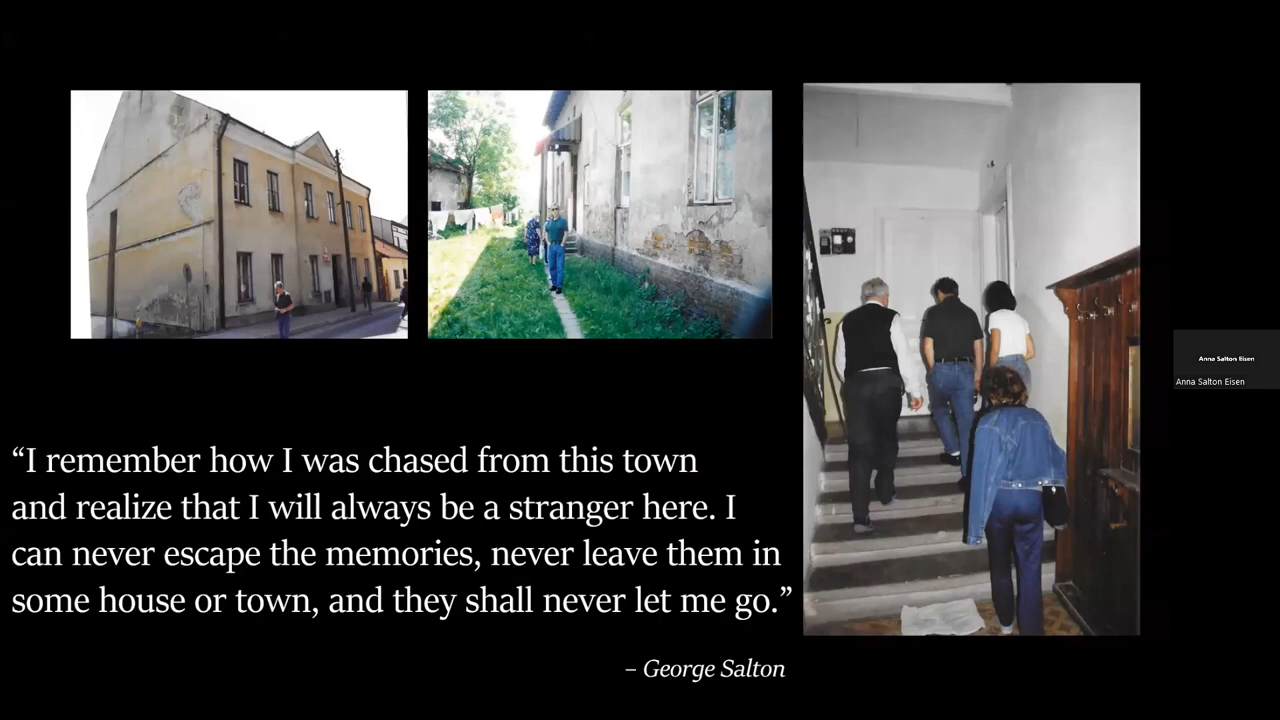 “I remember how I was chased from this town
and realize that I will always be a stranger here. I
can never escape the memories, never leave them in
some house or town, and they shall never let me go.”
– George Salton
Anna Salton Eisen
Anna Salton Eisen